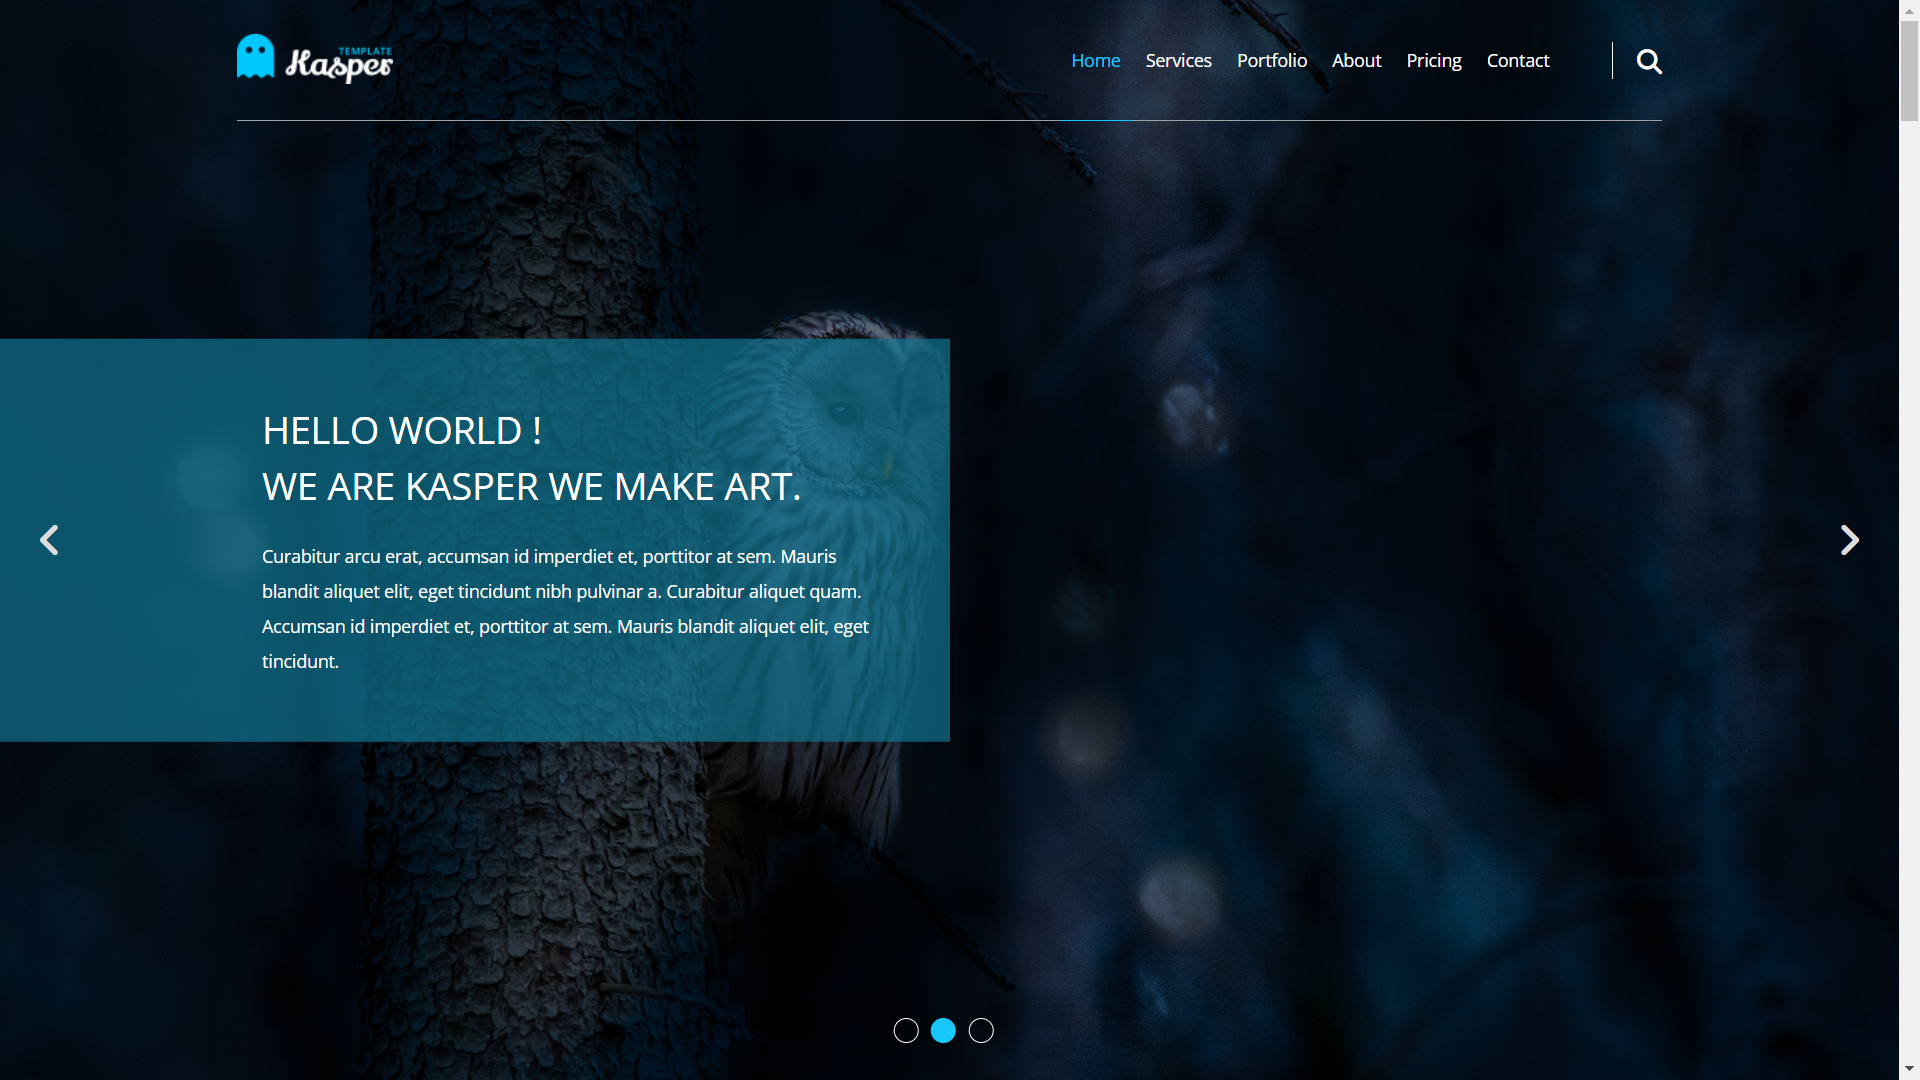 TEMPLATE
Kasper
Home Services Portfolio About Pricing Contact
HELLO WORLD !
WE ARE KASPER WE MAKE ART.
Curabitur arcu erat, accumsan id imperdiet et, porttitor at sem. Mauris
blandit aliquet elit, eget tincidunt nibh pulvinar a. Curabitur aliquet quam.
Accumsan id imperdiet et, porttitor at sem. Mauris blandit aliquet elit, eget
tincidunt.